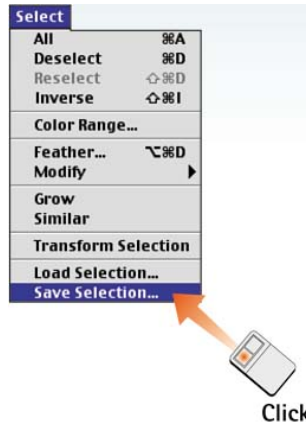 Select
All ⌘A
Deselect ⌘D
Reselect ⇧⌘D
Inverse ⇧⌘I
Color Range...
Feather... ⌥⌘D
Modify ▶
Grow
Similar
Transform Selection
Load Selection...
Save Selection...
Click